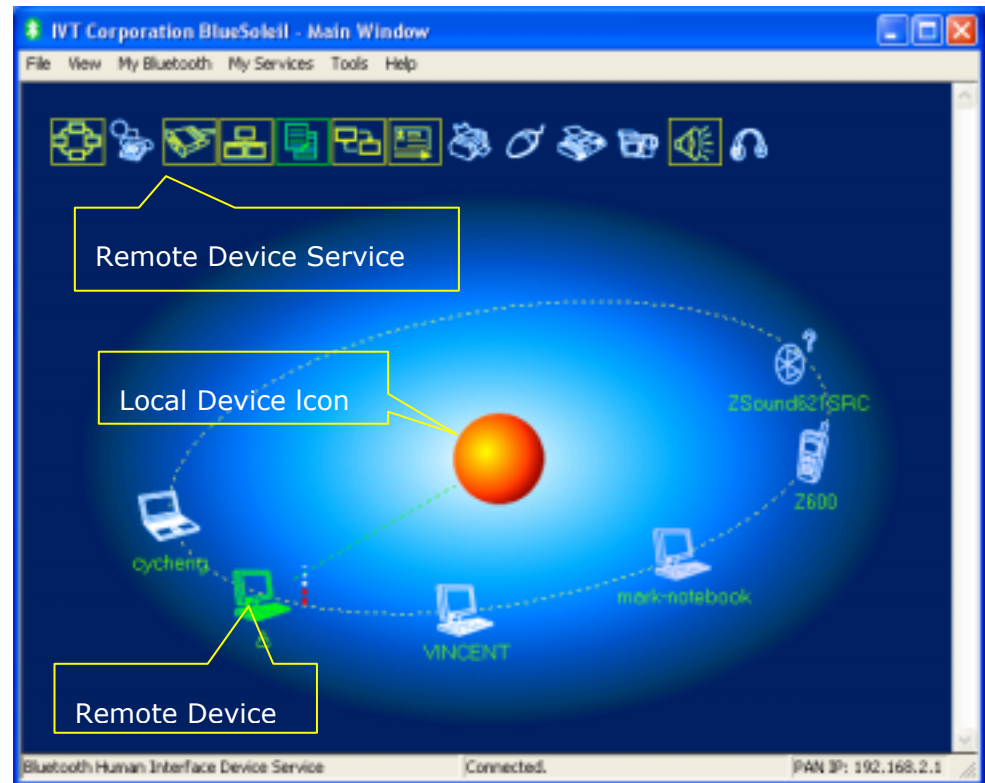 IVT Corporation BlueSoleil - Main Window
File View My Bluetooth My Services Tools Help
Remote Device Service
Local Device Icon
ZSound621SRC
Z600
cycheng
mark-notebook
VINCENT
Remote Device
Bluetooth Human Interface Device Service Connected. PAN IP: 192.168.2.1